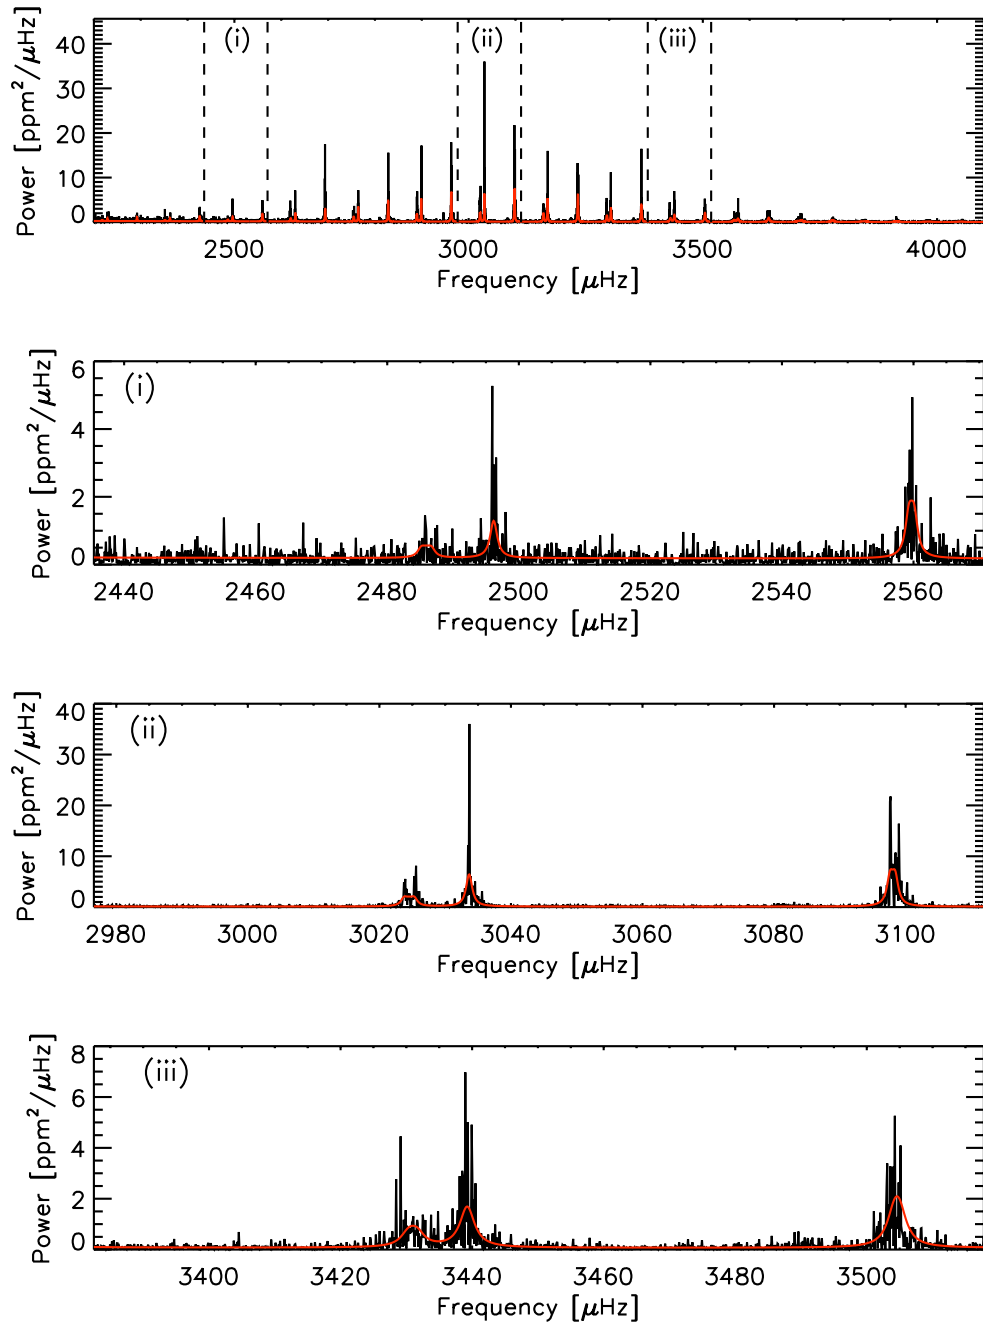 (i) (ii) (iii)
40
30
20
10
0
Power [ppm²/μHz]
2500 3000 3500 4000
Frequency [μHz]
(i)
6
4
2
0
Power [ppm²/μHz]
2440 2460 2480 2500 2520 2540 2560
Frequency [μHz]
(ii)
40
30
20
10
0
Power [ppm²/μHz]
2980 3000 3020 3040 3060 3080 3100
Frequency [μHz]
(iii)
8
6
4
2
0
Power [ppm²/μHz]
3400 3420 3440 3460 3480 3500
Frequency [μHz]